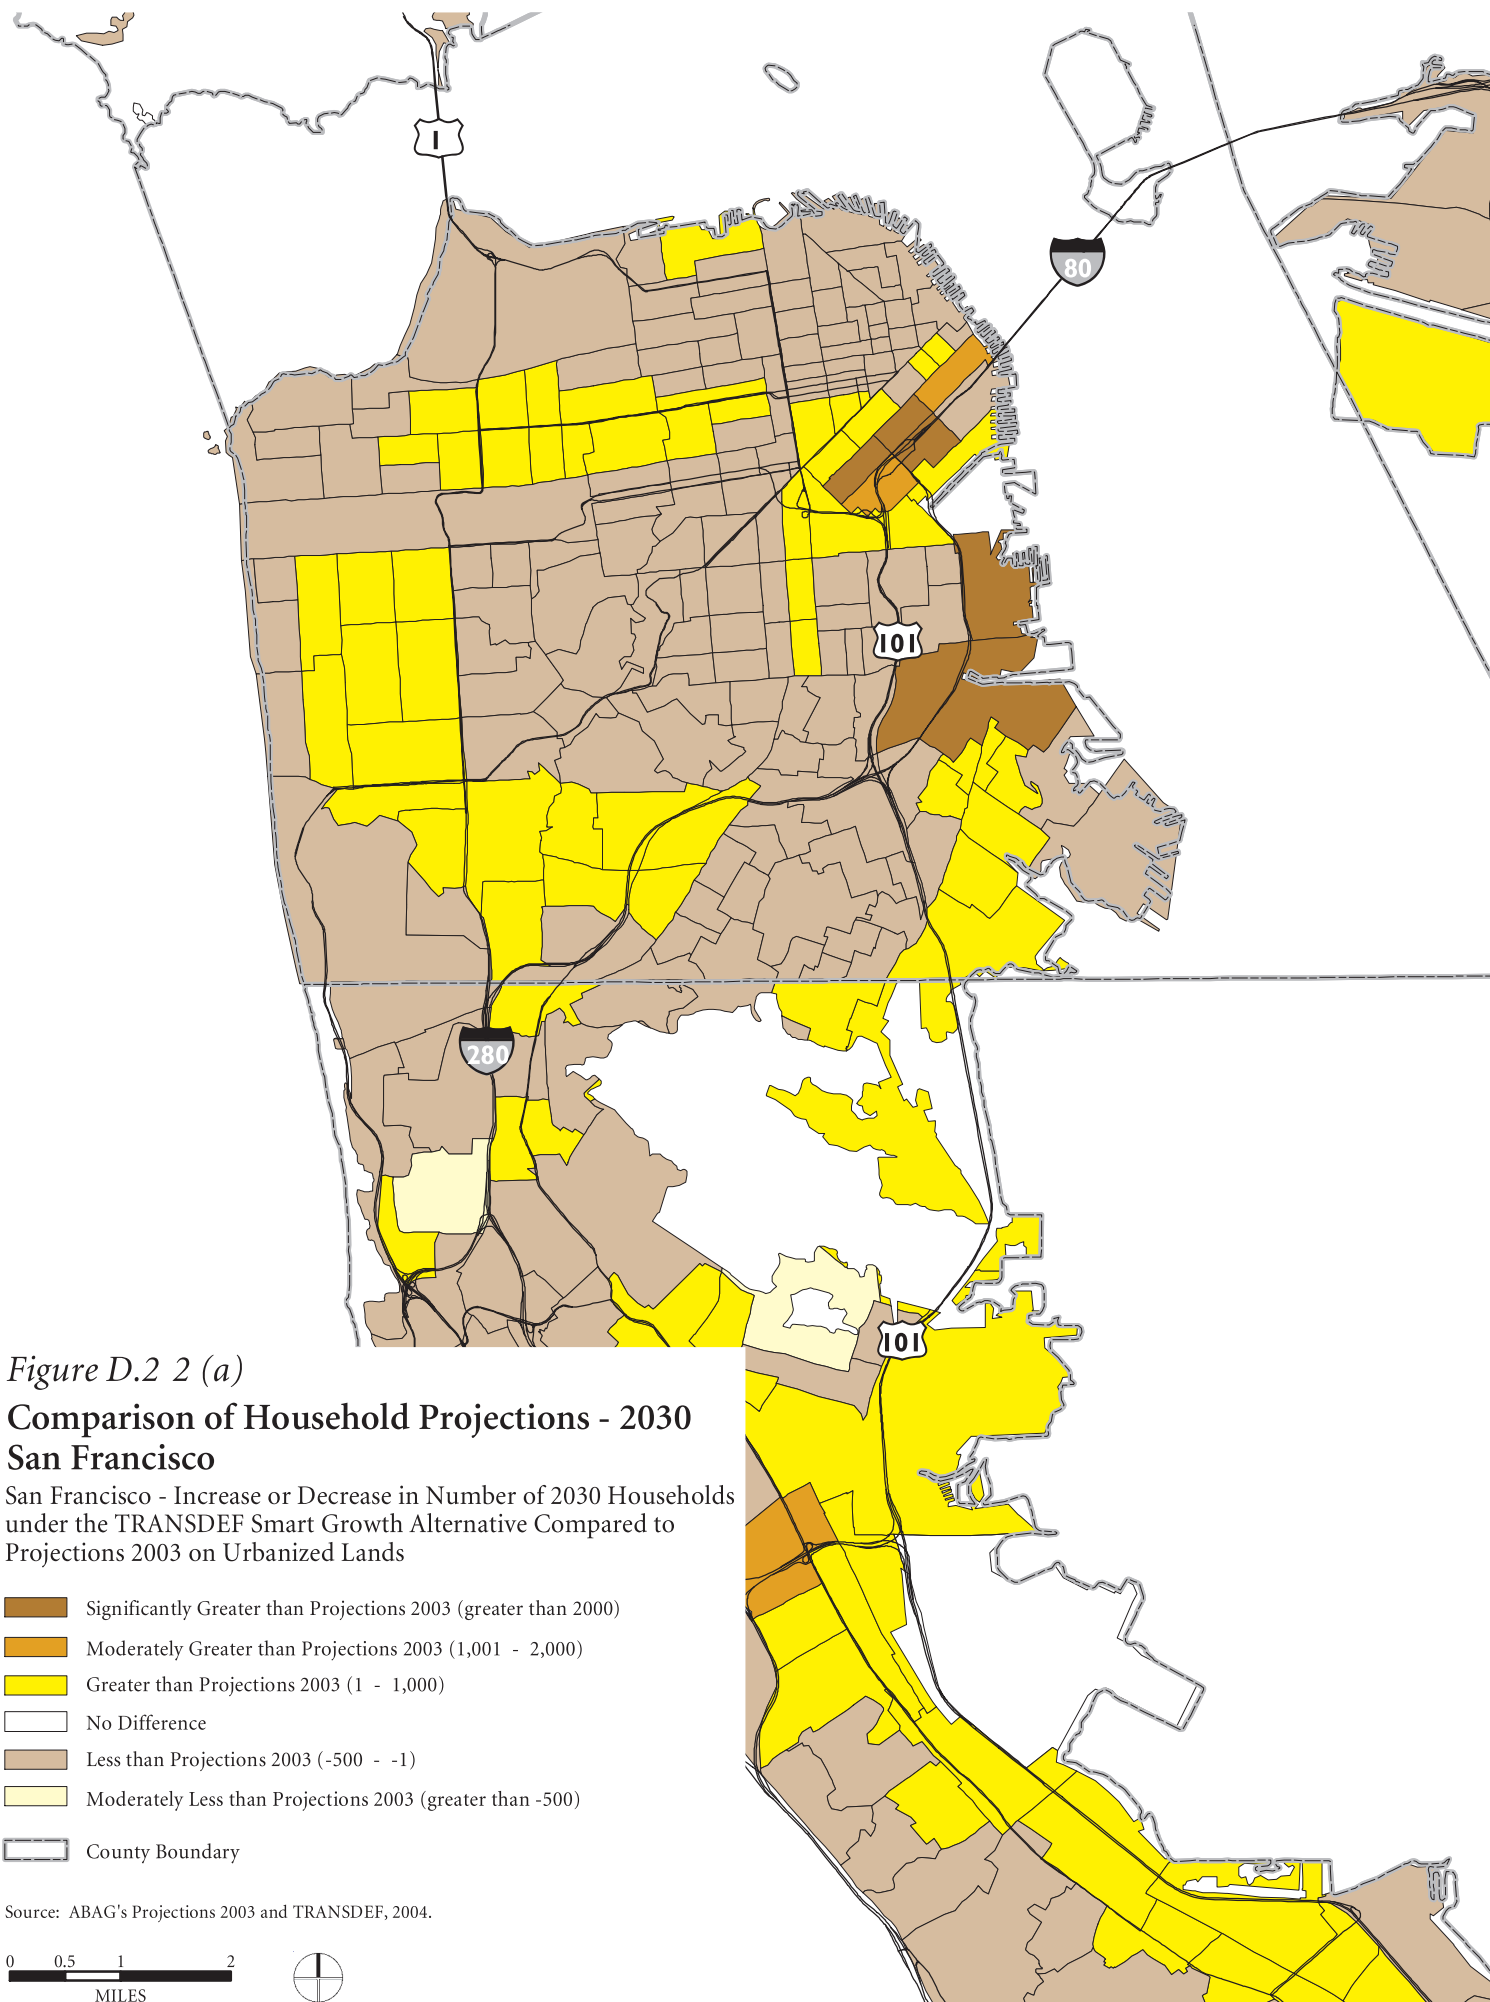 1
80
101
280
101
Figure D.2 2 (a)
Comparison of Household Projections - 2030
San Francisco
San Francisco - Increase or Decrease in Number of 2030 Households
under the TRANSDEF Smart Growth Alternative Compared to
Projections 2003 on Urbanized Lands
Significantly Greater than Projections 2003 (greater than 2000)
Moderately Greater than Projections 2003 (1,001 - 2,000)
Greater than Projections 2003 (1 - 1,000)
No Difference
Less than Projections 2003 (-500 - -1)
Moderately Less than Projections 2003 (greater than -500)
County Boundary
Source: ABAG's Projections 2003 and TRANSDEF, 2004.
0 0.5 1 2
MILES